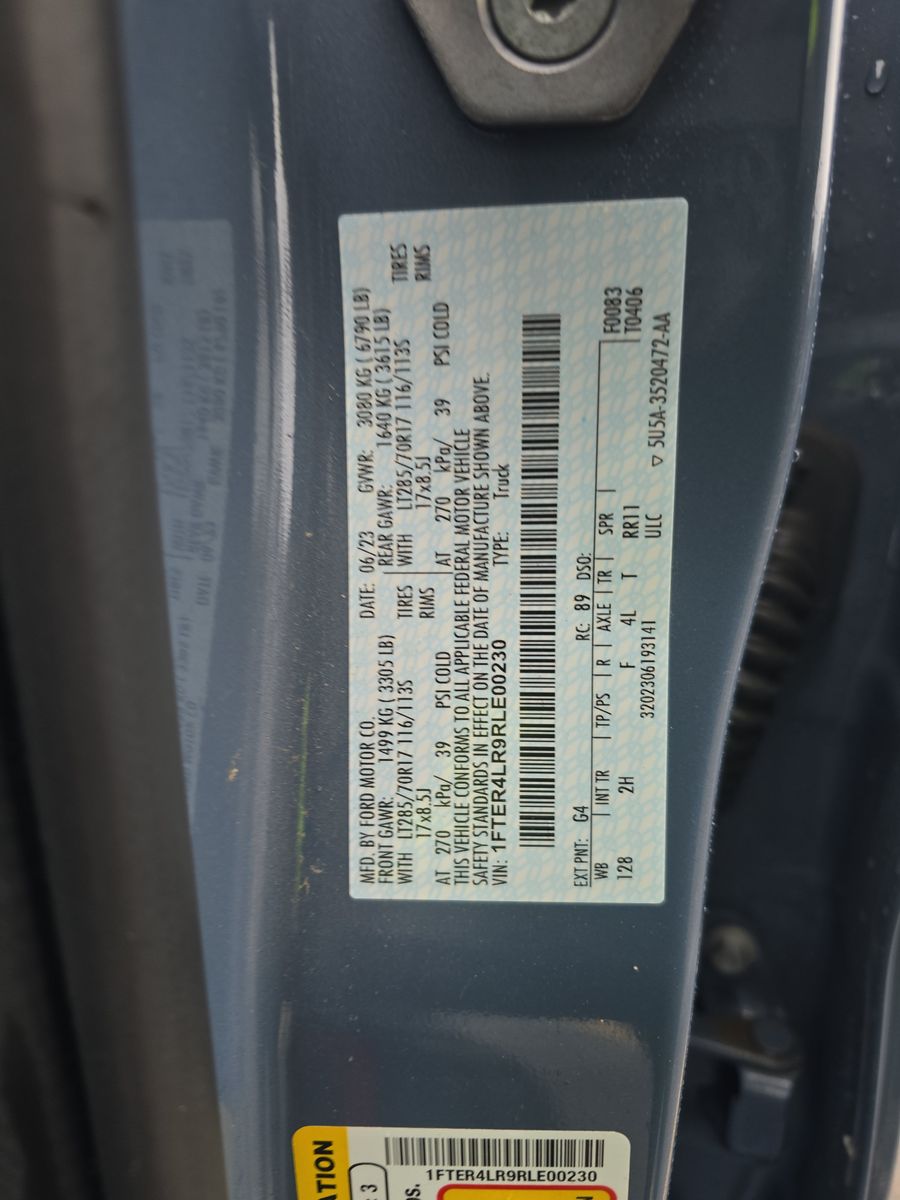 MFD. BY FORD MOTOR CO. DATE: 06/23 GVWR: 3080 KG ( 6790 LB)
FRONT GAWR: 1499 KG ( 3305 LB) REAR GAWR: 1640 KG ( 3615 LB)
WITH LT285/70R17 116/113S TIRES WITH LT285/70R17 116/113S TIRES
17x8.5J RIMS 17x8.5J RIMS
AT 270 kPa/ 39 PSI COLD AT 270 kPa/ 39 PSI COLD
THIS VEHICLE CONFORMS TO ALL APPLICABLE FEDERAL MOTOR VEHICLE
SAFETY STANDARDS IN EFFECT ON THE DATE OF MANUFACTURE SHOWN ABOVE.
VIN: 1FTER4LR9RLE00230 TYPE: Truck
EXT PNT: G4 RC: 89 DSO:
WB INT TR TP/PS R AXLE TR SPR F0083
128 2H F 4L T RR11 T0406
3202306193141 ULC ▽ 5U5A-3520472-AA
ATION
: 3
ns.
1FTER4LR9RLE00230
N